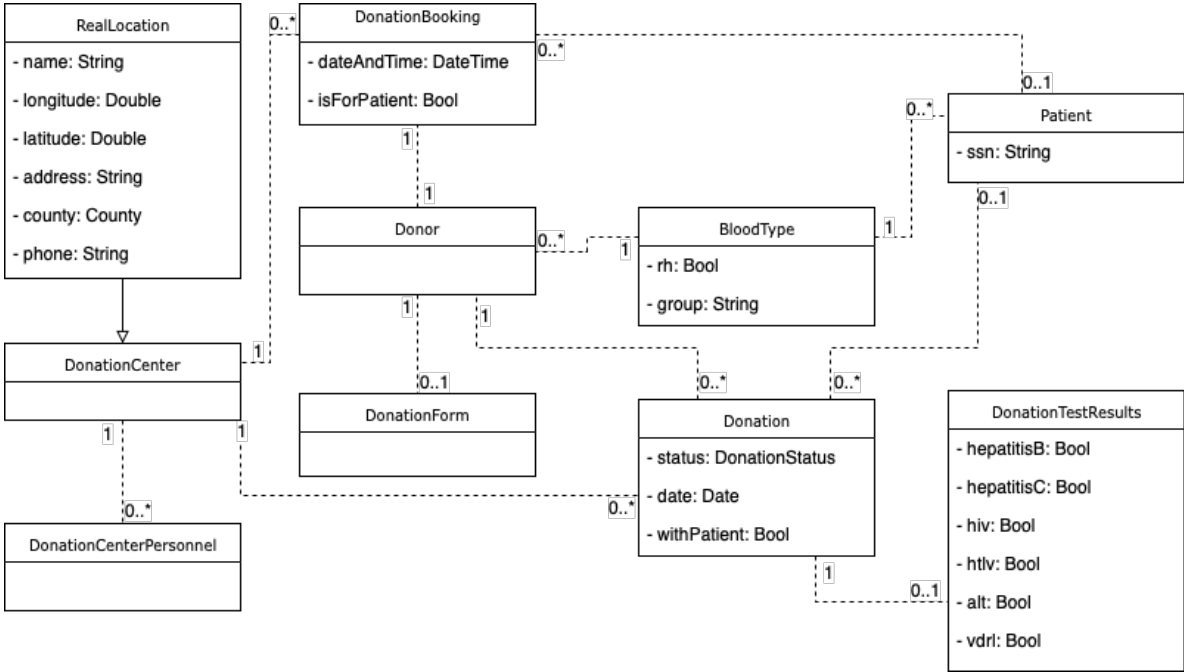 RealLocation
- name: String
- longitude: Double
- latitude: Double
- address: String
- county: County
- phone: String
0..*
DonationBooking
- dateAndTime: DateTime
- isForPatient: Bool
0..*
0..1
Patient
- ssn: String
0..*
0..1
1
1
Donor
0..*
1
BloodType
- rh: Bool
- group: String
1
1
1
DonationCenter
1
1
0..1
DonationForm
0..*
0..*
Donation
- status: DonationStatus
- date: Date
- withPatient: Bool
0..*
1
1
0..*
DonationCenterPersonnel
DonationTestResults
- hepatitisB: Bool
- hepatitisC: Bool
- hiv: Bool
- htlv: Bool
- alt: Bool
- vdrl: Bool
0..1